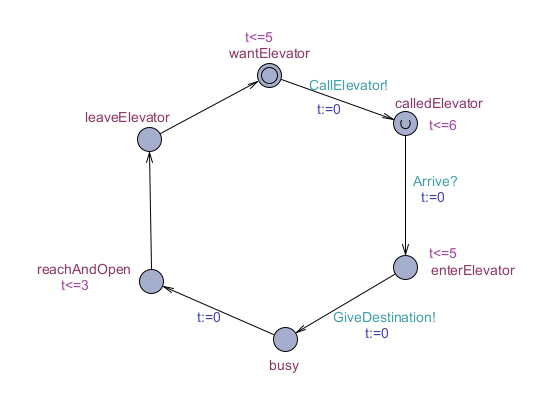 t<=5
wantElevator
CallElevator!
t:=0
calledElevator
t<=6
leaveElevator
Arrive?
t:=0
t<=5
enterElevator
reachAndOpen
t<=3
t:=0
GiveDestination!
t:=0
busy